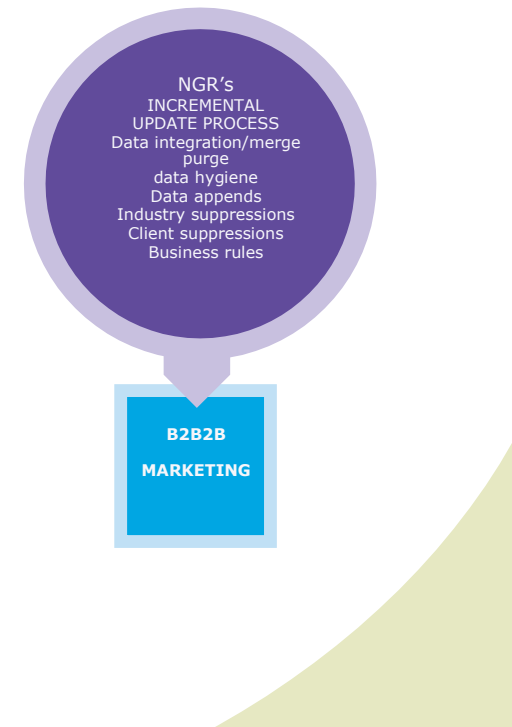 NGR’s
INCREMENTAL
UPDATE PROCESS
Data integration/merge
purge
data hygiene
Data appends
Industry suppressions
Client suppressions
Business rules
B2B2B
MARKETING